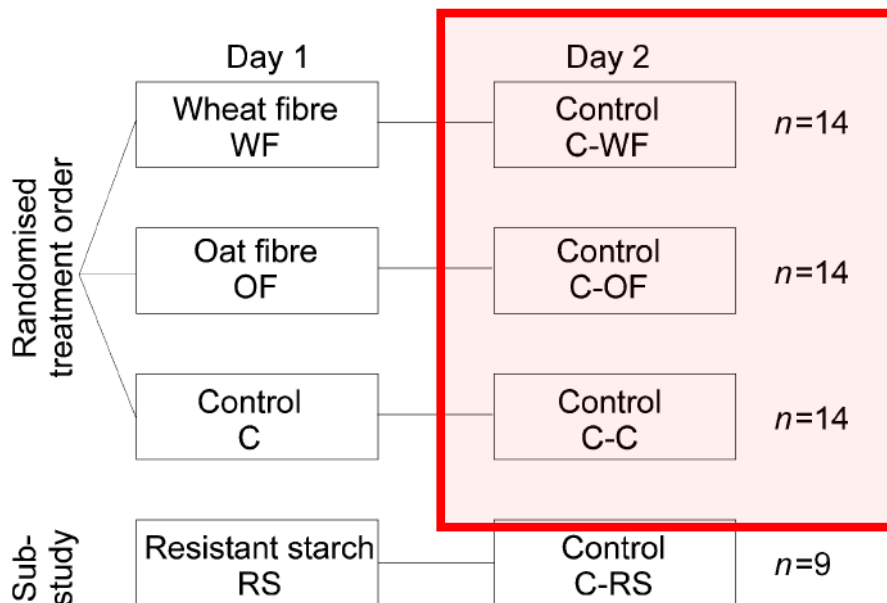 Day 1
Day 2
Randomised
treatment order
Wheat fibre
WF
Control
C-WF
n=14
Oat fibre
OF
Control
C-OF
n=14
Control
C
Control
C-C
n=14
Sub-
study
Resistant starch
RS
Control
C-RS
n=9